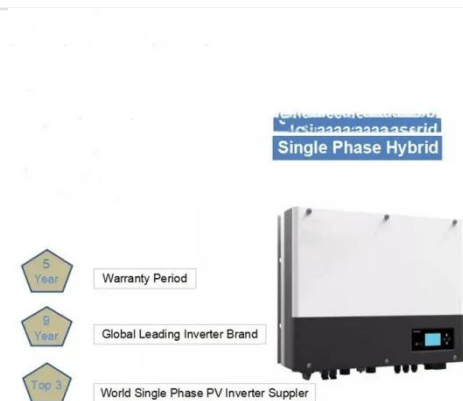 Single Phase Hybrid
5
Year
Warranty Period
9
Year
Global Leading Inverter Brand
Top 3
World Single Phase PV Inverter Suppler